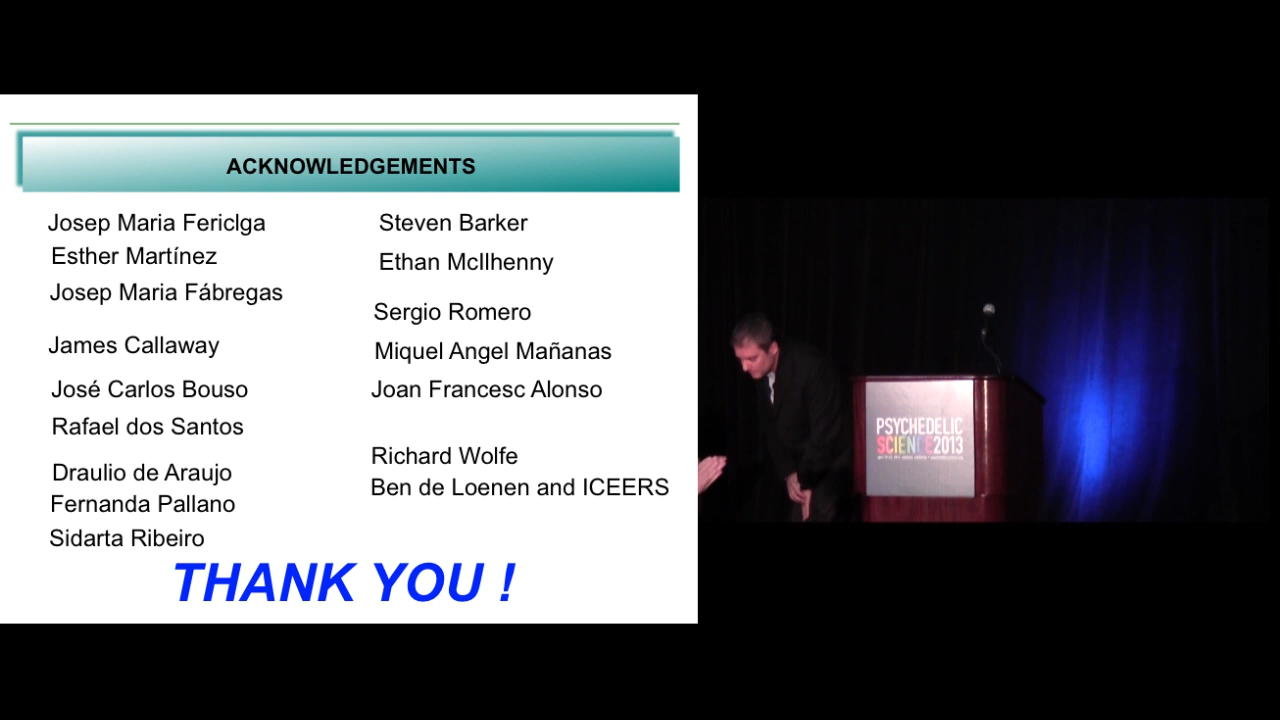 ACKNOWLEDGEMENTS
Josep Maria Fericlga
Esther Martínez
Josep Maria Fábregas
James Callaway
José Carlos Bouso
Rafael dos Santos
Draulio de Araujo
Fernanda Pallano
Sidarta Ribeiro
Steven Barker
Ethan McIlhenny
Sergio Romero
Miquel Angel Mañanas
Joan Francesc Alonso
Richard Wolfe
Ben de Loenen and ICEERS
THANK YOU !
PSYCHEDELIC
SCIENCE2013